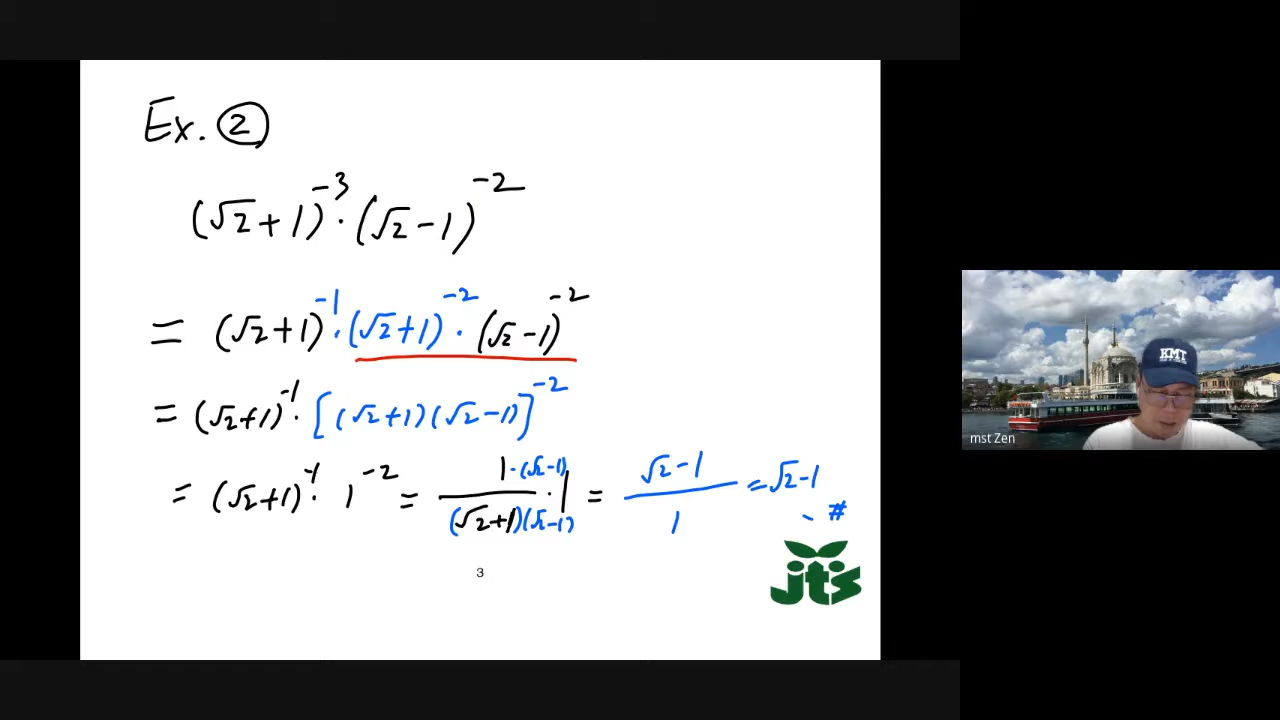 Ex. ②
(√2+1)⁻³·(√2-1)⁻²
= (√2+1)⁻¹·(√2+1)⁻²·(√2-1)⁻²
= (√2+1)⁻¹·[(√2+1)(√2-1)]⁻²
= (√2+1)⁻¹·1⁻² = 1·(√2-1)/(√2+1)(√2-1)·1 = √2-1/1 = √2-1
#
3
jts
KMT
mst Zen